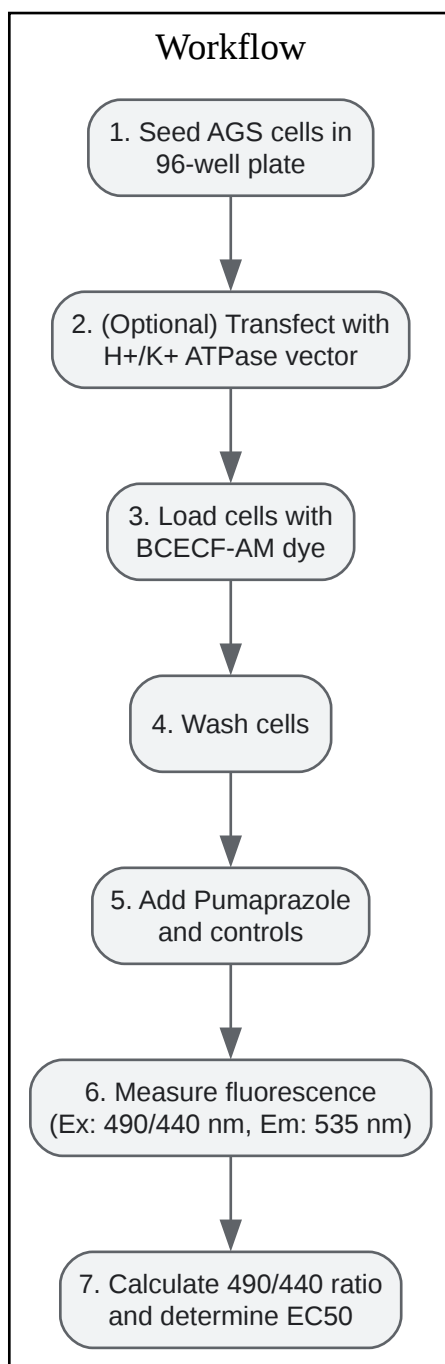 Workflow
1. Seed AGS cells in
96-well plate
2. (Optional) Transfect with
H+/K+ ATPase vector
3. Load cells with
BCECF-AM dye
4. Wash cells
5. Add Pumaprazole
and controls
6. Measure fluorescence
(Ex: 490/440 nm, Em: 535 nm)
7. Calculate 490/440 ratio
and determine EC50